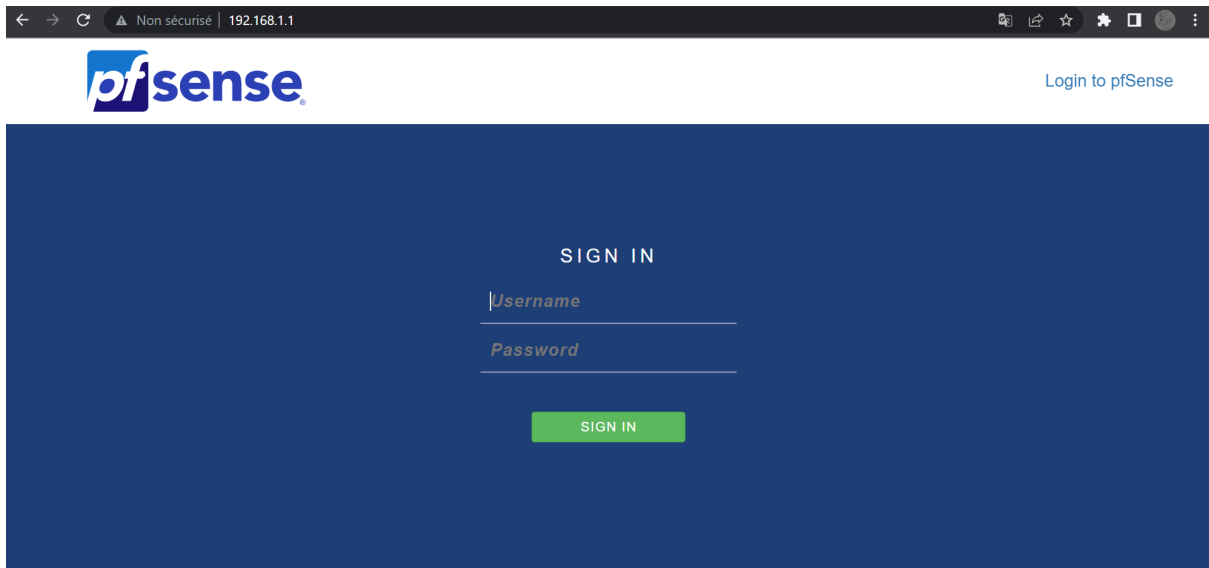 Non sécurisé | 192.168.1.1
pfsense®
Login to pfSense
SIGN IN
Username
Password
SIGN IN